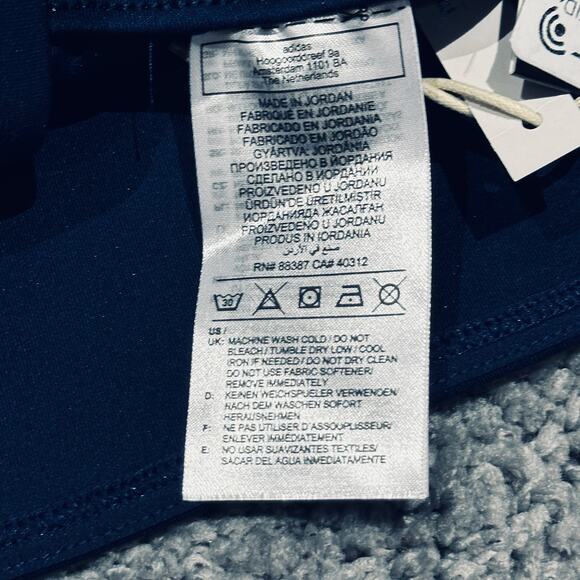 adidas
Hoogoorddreef 9a
Amsterdam 1101 BA
The Netherlands
MADE IN JORDAN
FABRIQUÉ EN JORDANIE
FABRICADO EN JORDANIA
FABRICADO EM JORDÃO
GYÁRTVA JORDÁNIA
ПРОИЗВЕДЕНО В ЙОРДАНИЯ
СДЕЛАНО В ИОРДАНИЯ
PROIZVEDENO U JORDANU
ÜRDÜN'DE ÜRETİLMİŞTİR
ИОРДАНИЯДА ЖАСАЛҒАН
PROIZVEDENO U JORDANU
PRODUS IN IORDANIA
صنع في الأردن
RN# 88387 CA# 40312
30
US /
UK: MACHINE WASH COLD / DO NOT
BLEACH / TUMBLE DRY LOW / COOL
IRON IF NEEDED / DO NOT DRY CLEAN
DO NOT USE FABRIC SOFTENER/
REMOVE IMMEDIATELY
D: KEINEN WEICHSPUELER VERWENDEN/
NACH DEM WASCHEN SOFORT
HERAUSNEHMEN
F: NE PAS UTILISER D'ASSOUPLISSEUR/
ENLEVER IMMÉDIATEMENT
E: NO USAR SUAVIZANTES TEXTILES/
SACAR DEL AGUA INMEDIATAMENTE